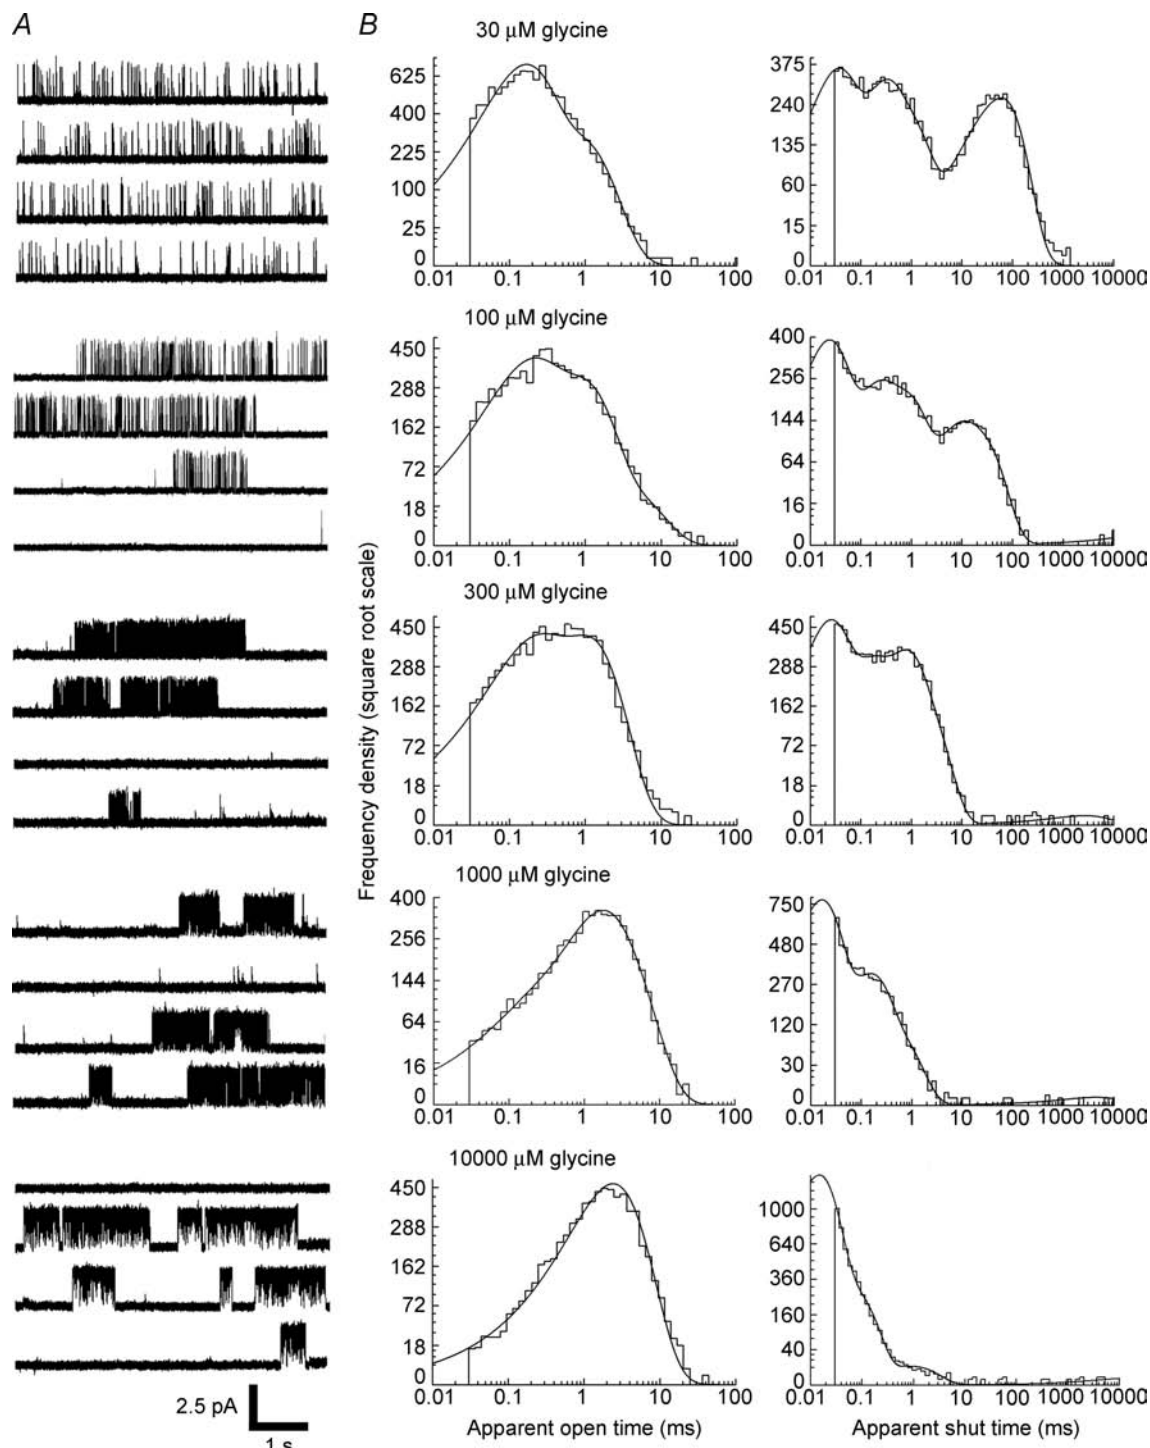 A
B
30 µM glycine
625
400
225
100
25
0
0.01 0.1 1 10 100
375
240
135
60
15
0
0.01 0.1 1 10 100 1000 10000
100 µM glycine
450
288
162
72
18
0
0.01 0.1 1 10 100
400
256
144
64
16
0
0.01 0.1 1 10 100 1000 10000
Frequency density (square root scale)
300 µM glycine
450
288
162
72
18
0
0.01 0.1 1 10 100
450
288
162
72
18
0
0.01 0.1 1 10 100 1000 10000
1000 µM glycine
400
256
144
64
16
0
0.01 0.1 1 10 100
750
480
270
120
30
0
0.01 0.1 1 10 100 1000 10000
10000 µM glycine
450
288
162
72
18
0
0.01 0.1 1 10 100
1000
640
360
160
40
0
0.01 0.1 1 10 100 1000 10000
2.5 pA
1 s
Apparent open time (ms)
Apparent shut time (ms)